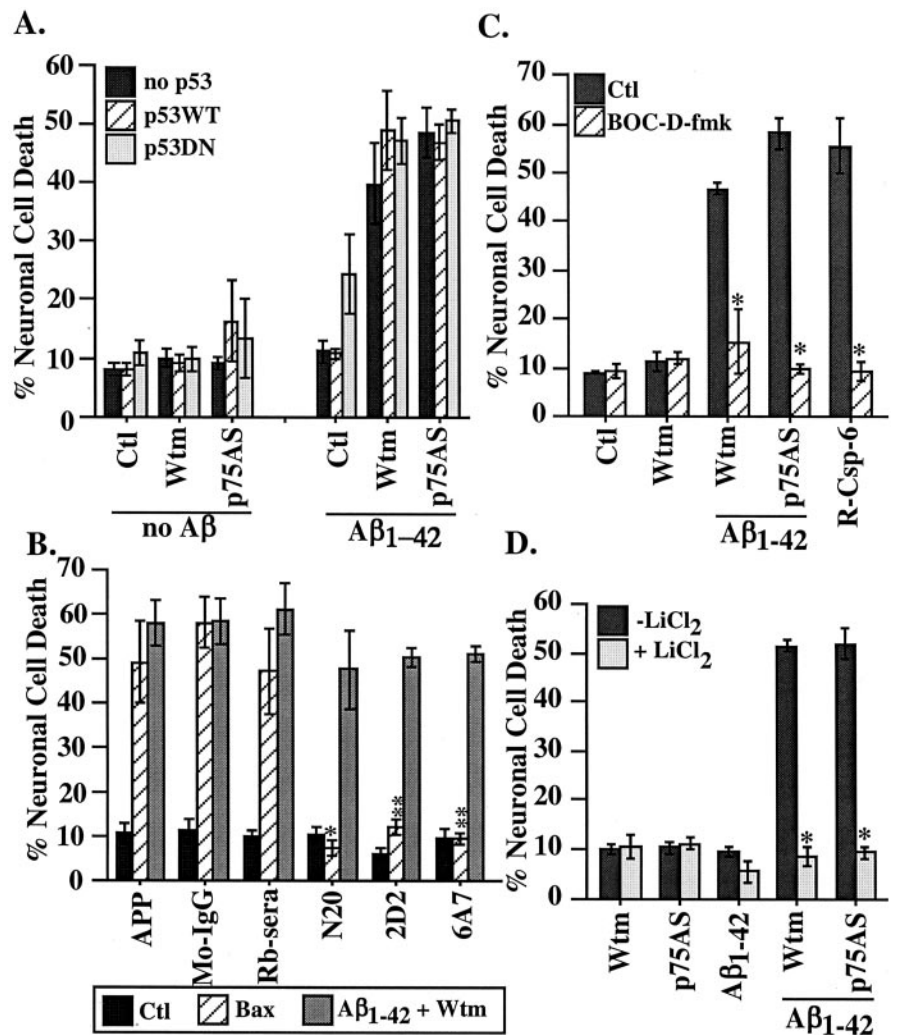 A.
% Neuronal Cell Death
60
50
40
30
20
10
0
no p53
p53WT
p53DN
Ctl
Wtm
p75AS
Ctl
Wtm
p75AS
no Aβ
Aβ1–42
B.
% Neuronal Cell Death
70
60
50
40
30
20
10
0
*
**
**
APP
Mo-IgG
Rb-sera
N20
2D2
6A7
Ctl
Bax
Aβ1-42 + Wtm
C.
% Neuronal Cell Death
70
60
50
40
30
20
10
0
Ctl
BOC-D-fmk
*
*
*
Ctl
Wtm
Wtm
p75AS
R-Csp-6
Aβ1-42
D.
% Neuronal Cell Death
60
50
40
30
20
10
0
-LiCl2
+ LiCl2
*
*
Wtm
p75AS
Aβ1-42
Wtm
p75AS
Aβ1-42